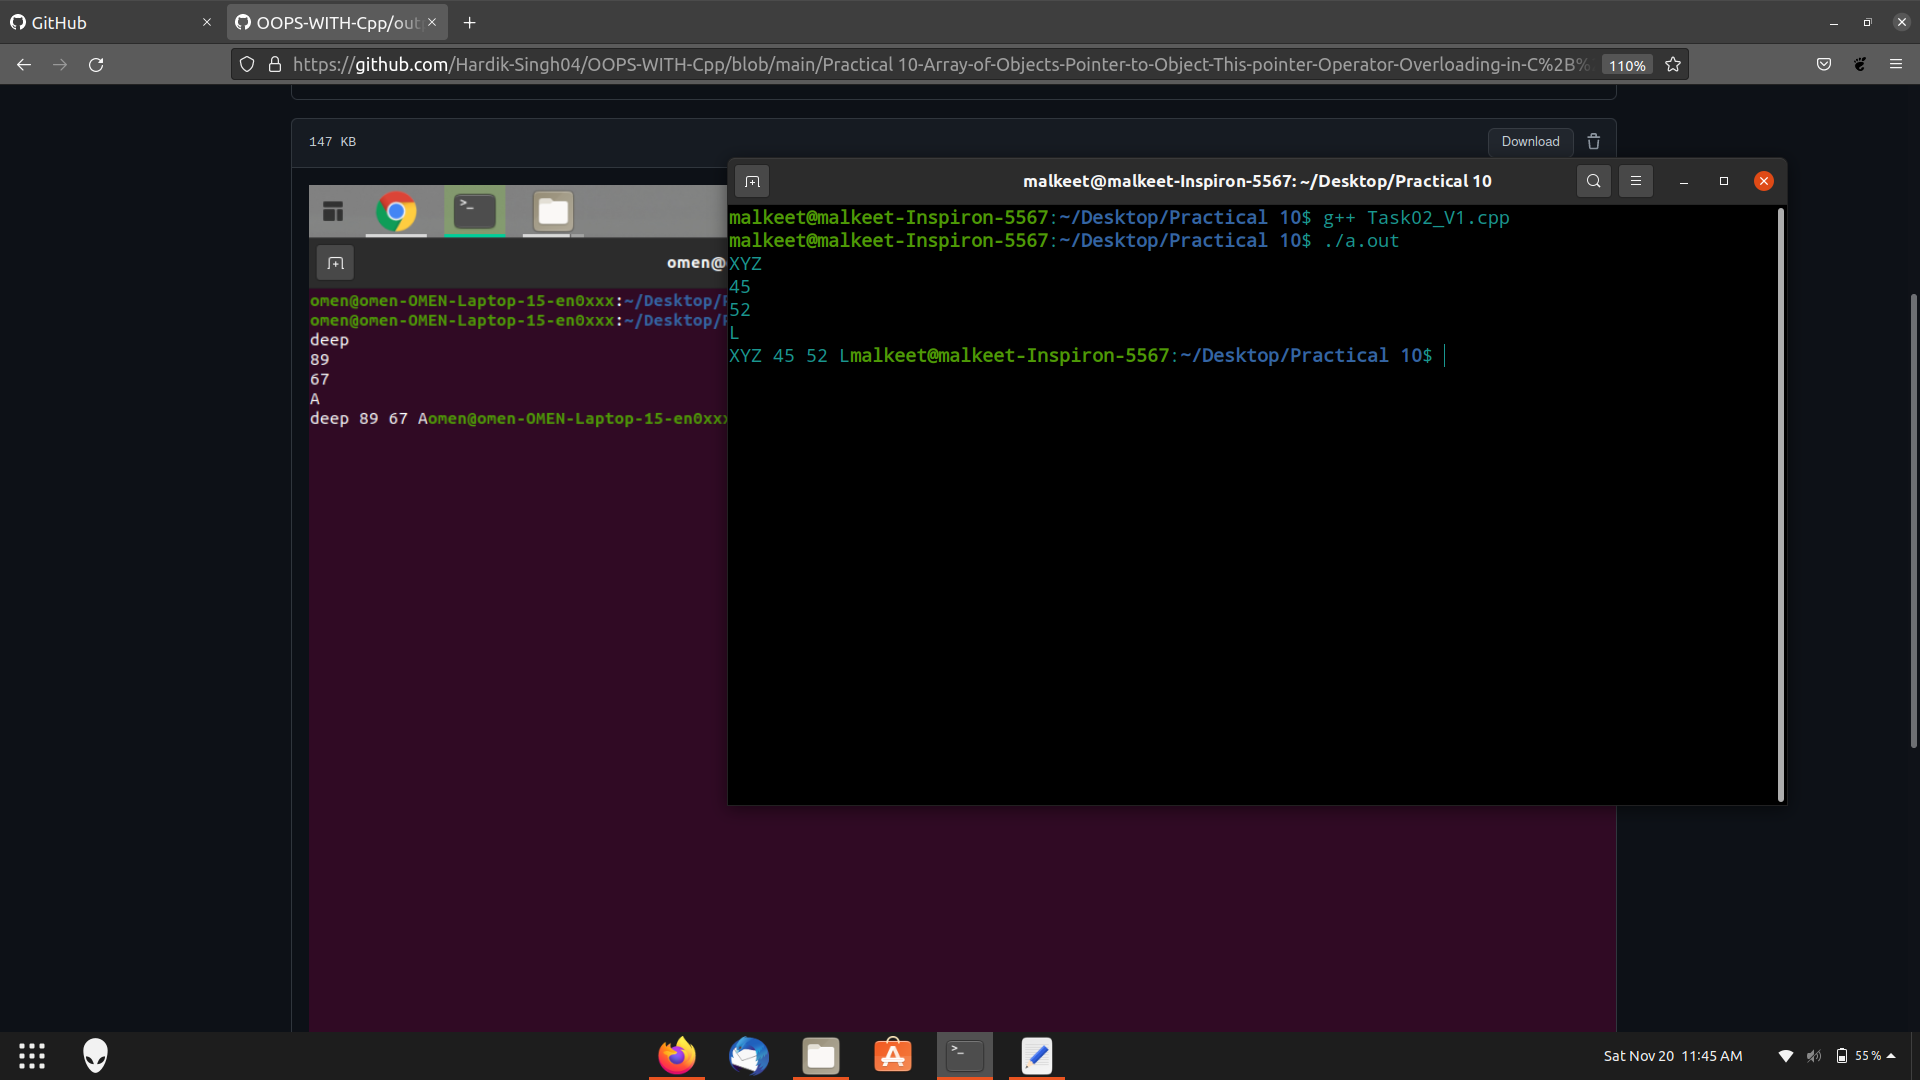 GitHub
OOPS-WITH-Cpp/out
https://github.com/Hardik-Singh04/OOPS-WITH-Cpp/blob/main/Practical 10-Array-of-Objects-Pointer-to-Object-This-pointer-Operator-Overloading-in-C%2B%
110%
147 KB
Download
omen@
omen@omen-OMEN-Laptop-15-en0xxx:~/Desktop/
omen@omen-OMEN-Laptop-15-en0xxx:~/Desktop/
deep
89
67
A
deep 89 67 Aomen@omen-OMEN-Laptop-15-en0xxx
malkeet@malkeet-Inspiron-5567: ~/Desktop/Practical 10
malkeet@malkeet-Inspiron-5567:~/Desktop/Practical 10$ g++ Task02_V1.cpp
malkeet@malkeet-Inspiron-5567:~/Desktop/Practical 10$ ./a.out
XYZ
45
52
L
XYZ 45 52 Lmalkeet@malkeet-Inspiron-5567:~/Desktop/Practical 10$
Sat Nov 20 11:45 AM
55%